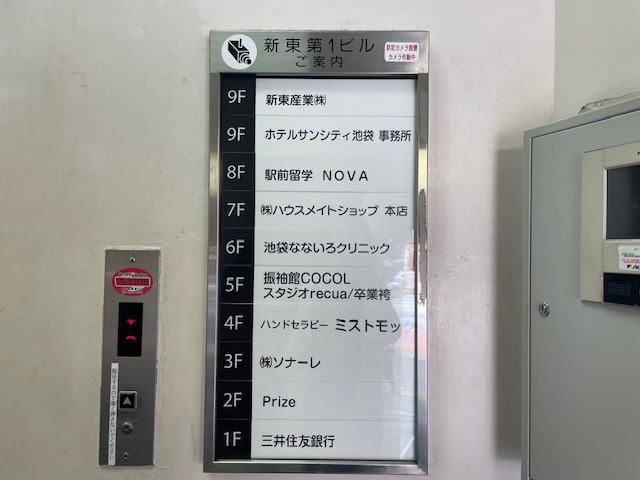 新東第1ビル
ご案内
防犯カメラ設置
カメラ作動中
9F 新東産業㈱
9F ホテルサンシティ池袋 事務所
8F 駅前留学 NOVA
7F ㈱ハウスメイトショップ 本店
6F 池袋なないろクリニック
5F 振袖館COCOL
スタジオrecua/卒業袴
4F ハンドセラピー ミストモッ
3F ㈱ソナーレ
2F Prize
1F 三井住友銀行